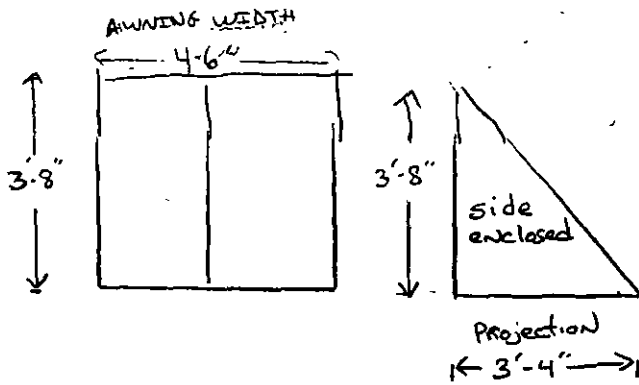 AWNING WIDTH
4-6"
3'-8"
3'-8"
side
enclosed
Projection
3'-4"